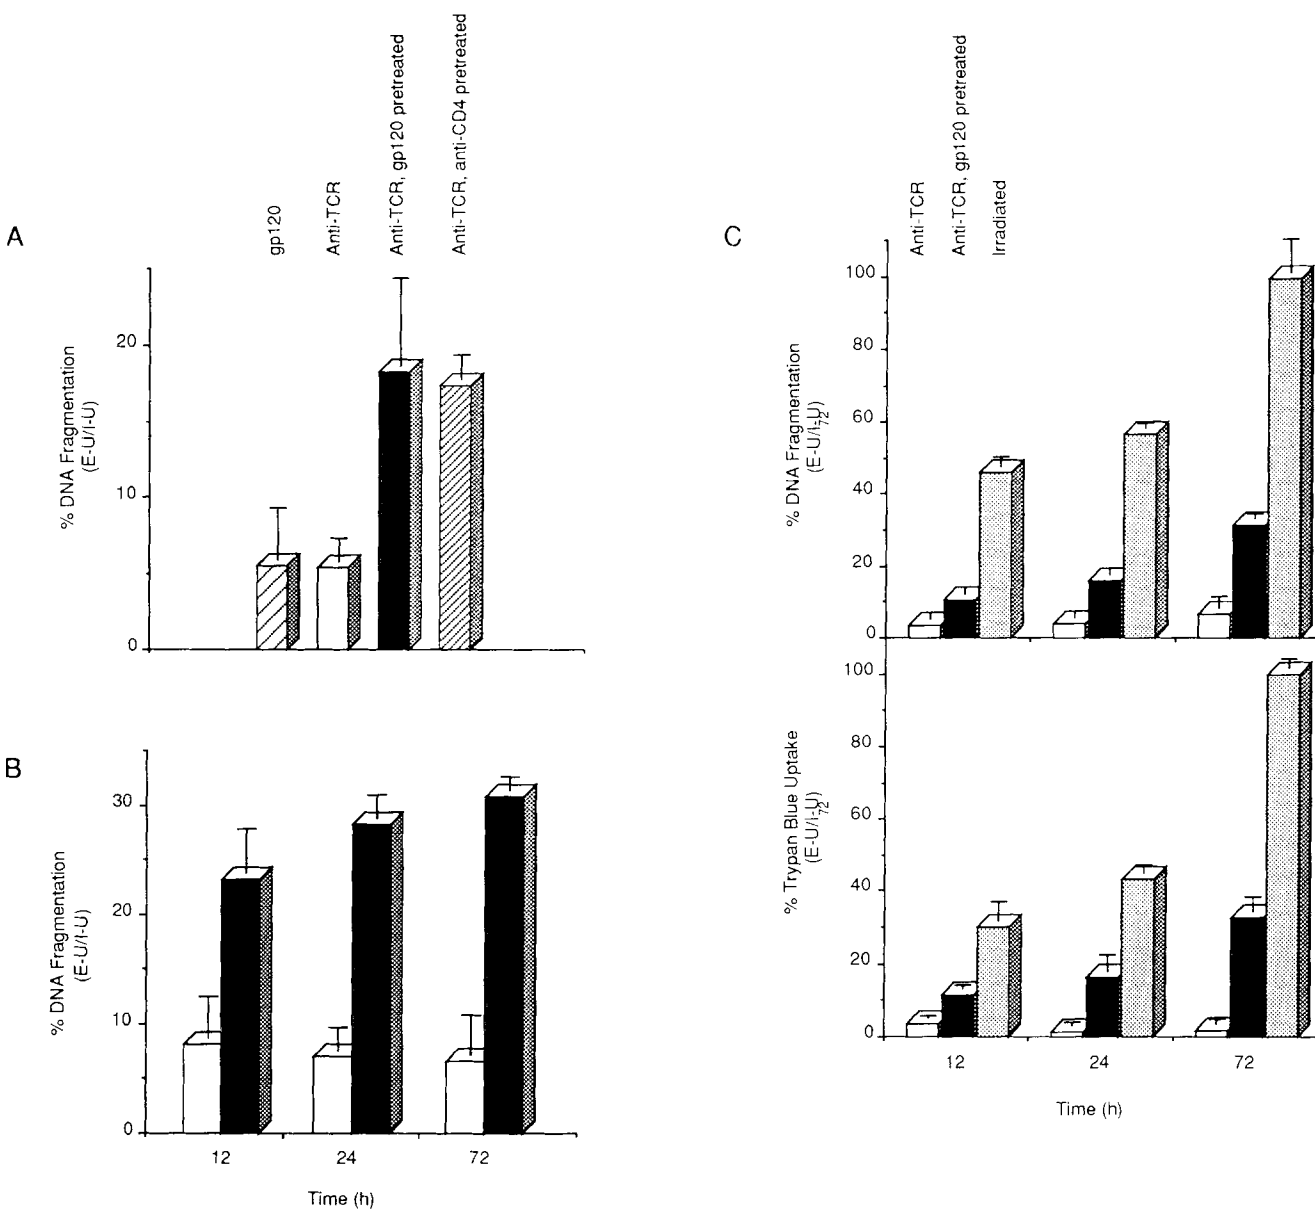 A
gp120
Anti-TCR
Anti-TCR, gp120 pretreated
Anti-TCR, anti-CD4 pretreated
% DNA Fragmentation
(E-U/I-U)
20
10
0
B
% DNA Fragmentation
(E-U/I-U)
30
20
10
0
12
24
72
Time (h)
C
Anti-TCR
Anti-TCR, gp120 pretreated
Irradiated
% DNA Fragmentation
(E-U/I72-U)
100
80
60
40
20
0
% Trypan Blue Uptake
(E-U/I72-U)
100
80
60
40
20
0
12
24
72
Time (h)